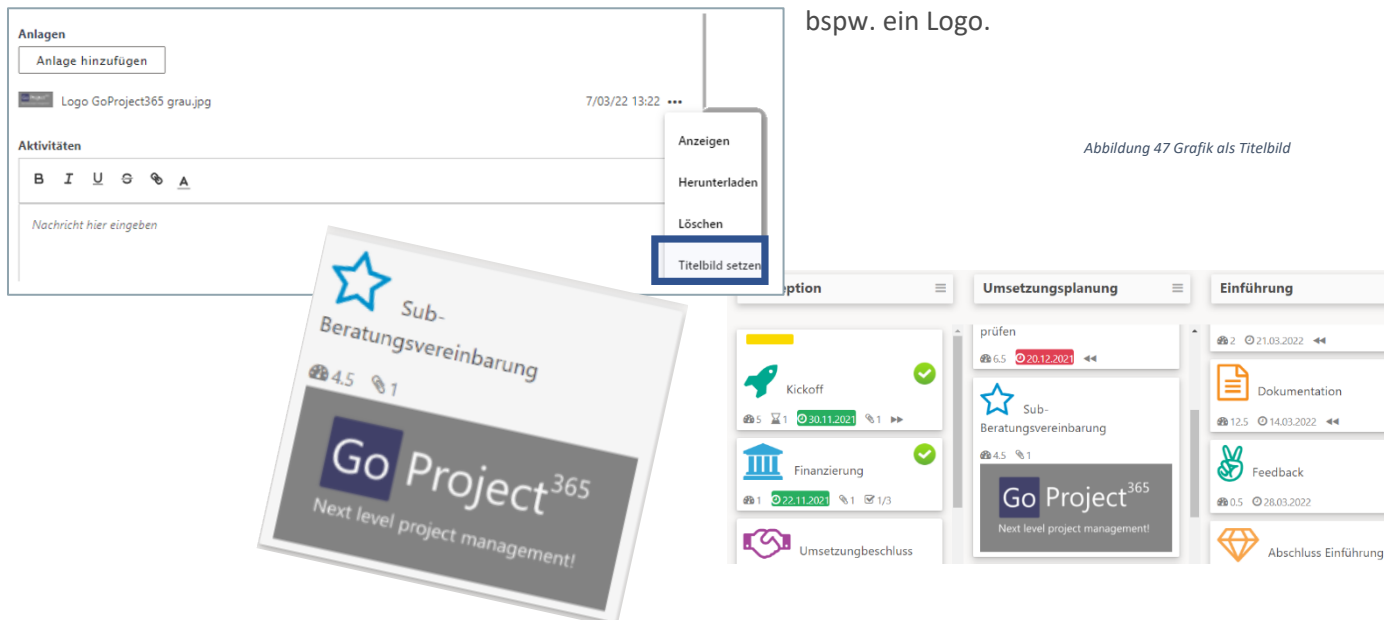 bspw. ein Logo.
Anlagen
Anlage hinzufügen
Logo GoProject365 grau.jpg
7/03/22 13:22
Anzeigen
Herunterladen
Löschen
Titelbild setzen
Aktivitäten
B I U S A
Nachricht hier eingeben
Abbildung 47 Grafik als Titelbild
Sub-
Beratungsvereinbarung
4.5 1
Go Project365
Next level project management!
eption
Kickoff
5 1 30.11.2021 1
Finanzierung
1 22.11.2021 1 1/3
Umsetzungbeschluss
Umsetzungsplanung
prüfen
6.5 20.12.2021
Sub-
Beratungsvereinbarung
4.5 1
Go Project365
Next level project management!
Einführung
2 21.03.2022
Dokumentation
12.5 14.03.2022
Feedback
0.5 28.03.2022
Abschluss Einführung